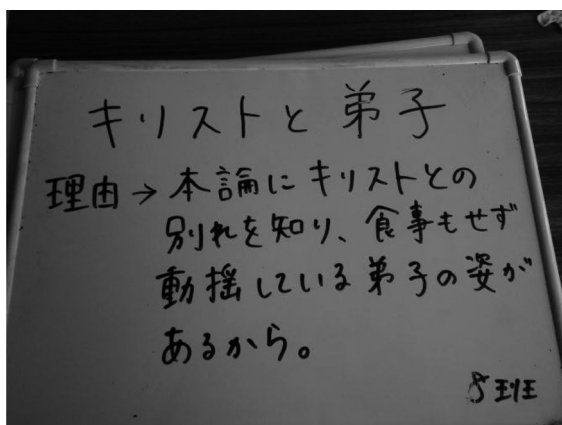 キリストと弟子
理由→本論にキリストとの
別れを知り、食事もせず
動揺している弟子の姿が
あるから。
8班